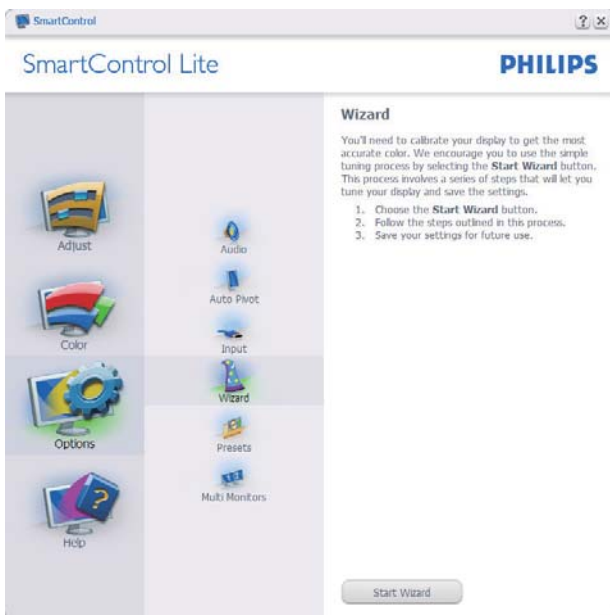 SmartControl
SmartControl Lite
PHILIPS
Adjust
Color
Options
Help
Audio
Auto Pivot
Input
Wizard
Presets
Multi Monitors
Wizard
You'll need to calibrate your display to get the most
accurate color. We encourage you to use the simple
tuning process by selecting the Start Wizard button.
This process involves a series of steps that will let you
tune your display and save the settings.
1. Choose the Start Wizard button.
2. Follow the steps outlined in this process.
3. Save your settings for future use.
Start Wizard